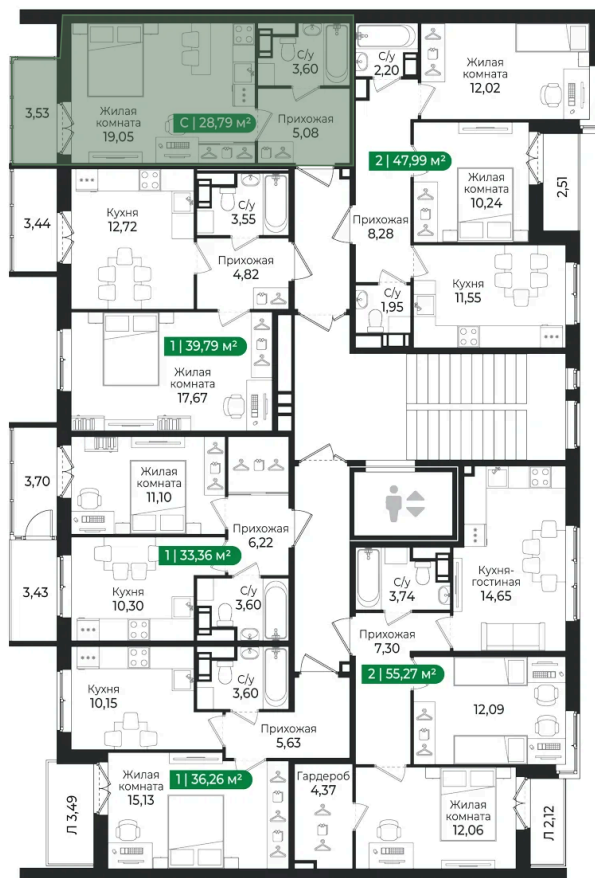 3,53
Жилая
комната
19,05
С | 28,79 м²
С/у
3,60
Прихожая
5,08
С/у
2,20
Жилая
комната
12,02
2 | 47,99 м²
Жилая
комната
10,24
2,51
Прихожая
8,28
3,44
Кухня
12,72
С/у
3,55
Прихожая
4,82
С/у
1,95
Кухня
11,55
1 | 39,79 м²
Жилая
комната
17,67
3,70
Жилая
комната
11,10
Прихожая
6,22
1 | 33,36 м²
3,43
Кухня
10,30
С/у
3,60
С/у
3,74
Кухня-
гостиная
14,65
Прихожая
7,30
2 | 55,27 м²
Кухня
10,15
С/у
3,60
Прихожая
5,63
12,09
1 | 36,26 м²
Л 3,49
Жилая
комната
15,13
Гардероб
4,37
Жилая
комната
12,06
Л 2,12